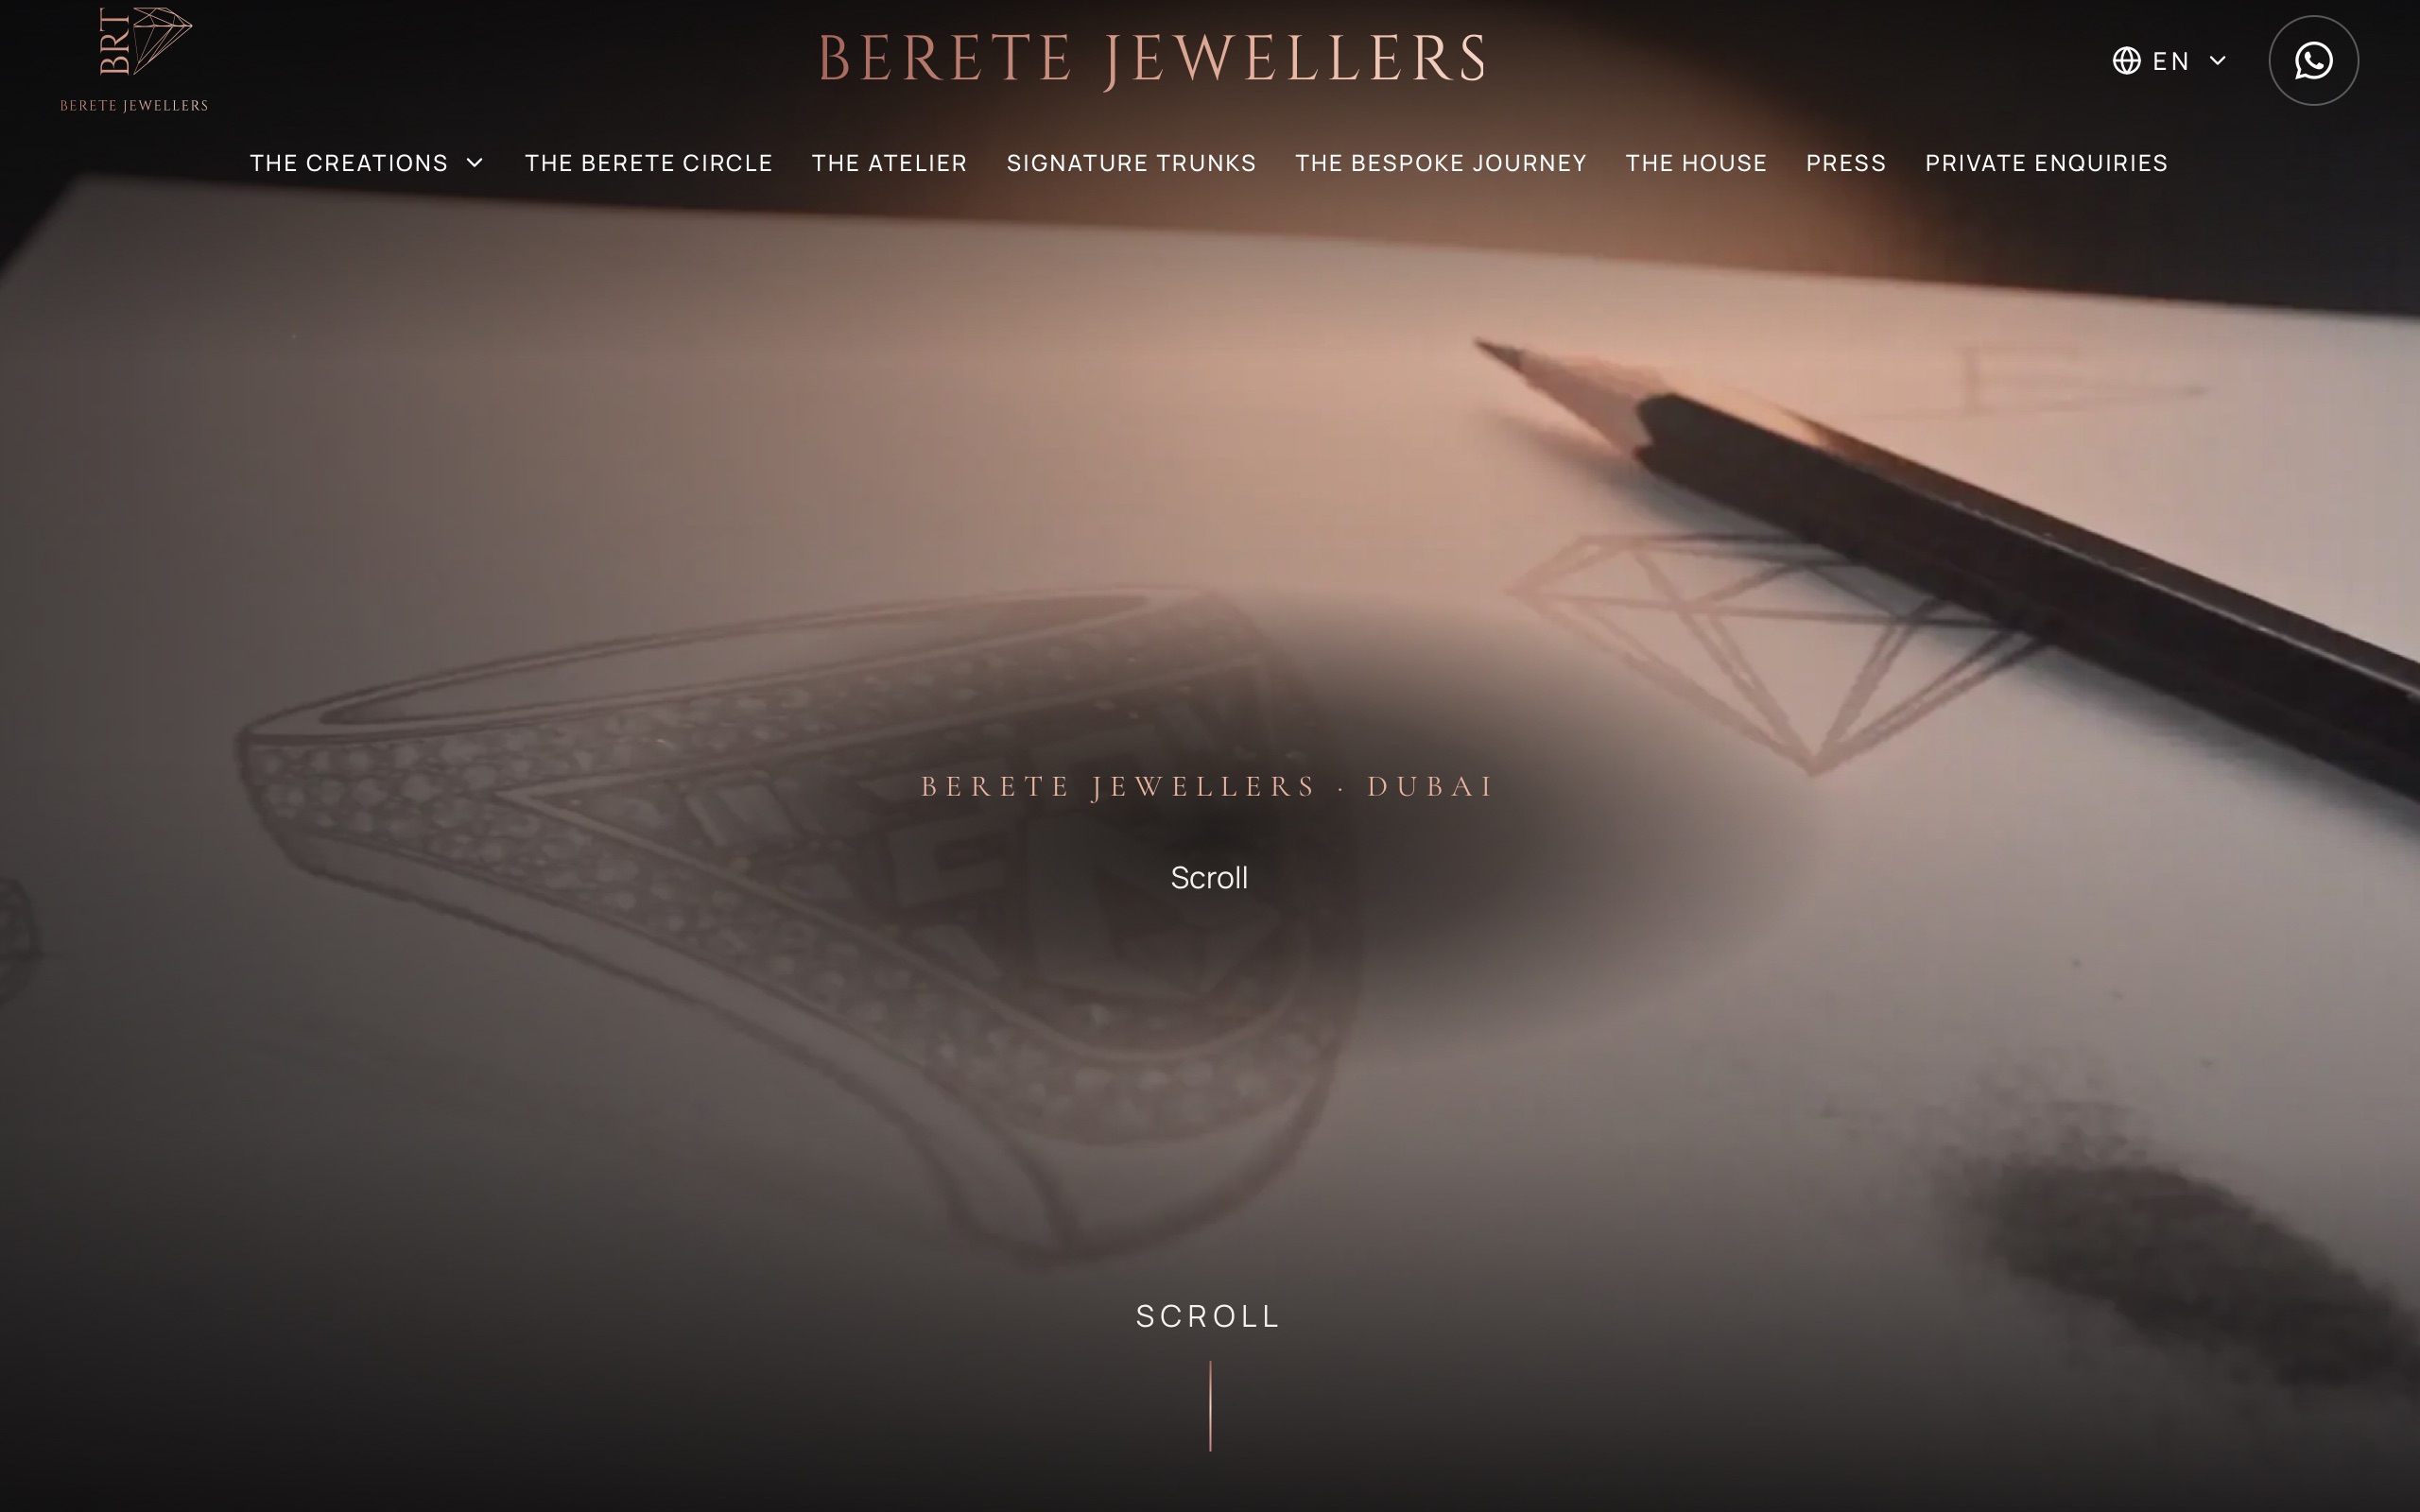 BRT
BERETE JEWELLERS
BERETE JEWELLERS
EN
THE CREATIONS THE BERETE CIRCLE THE ATELIER SIGNATURE TRUNKS THE BESPOKE JOURNEY THE HOUSE PRESS PRIVATE ENQUIRIES
BERETE JEWELLERS · DUBAI
Scroll
SCROLL